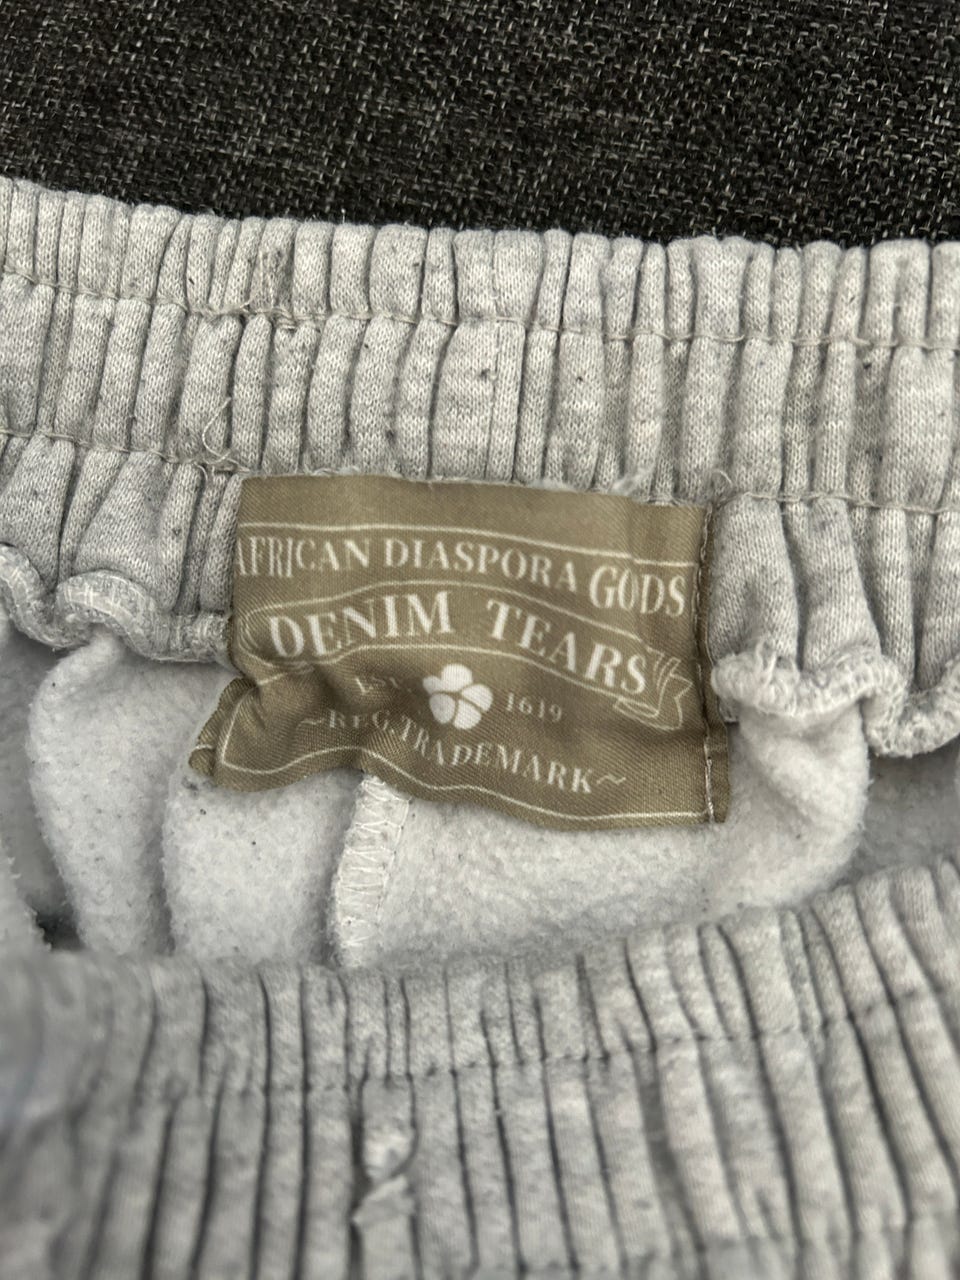 AFRICAN DIASPORA GODS
DENIM TEARS
EST. 1619
~REG. TRADEMARK~